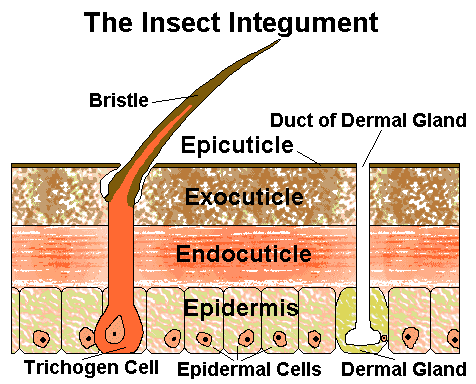 The Insect Integument
Bristle
Duct of Dermal Gland
Epicuticle
Exocuticle
Endocuticle
Epidermis
Trichogen Cell
Epidermal Cells
Dermal Gland